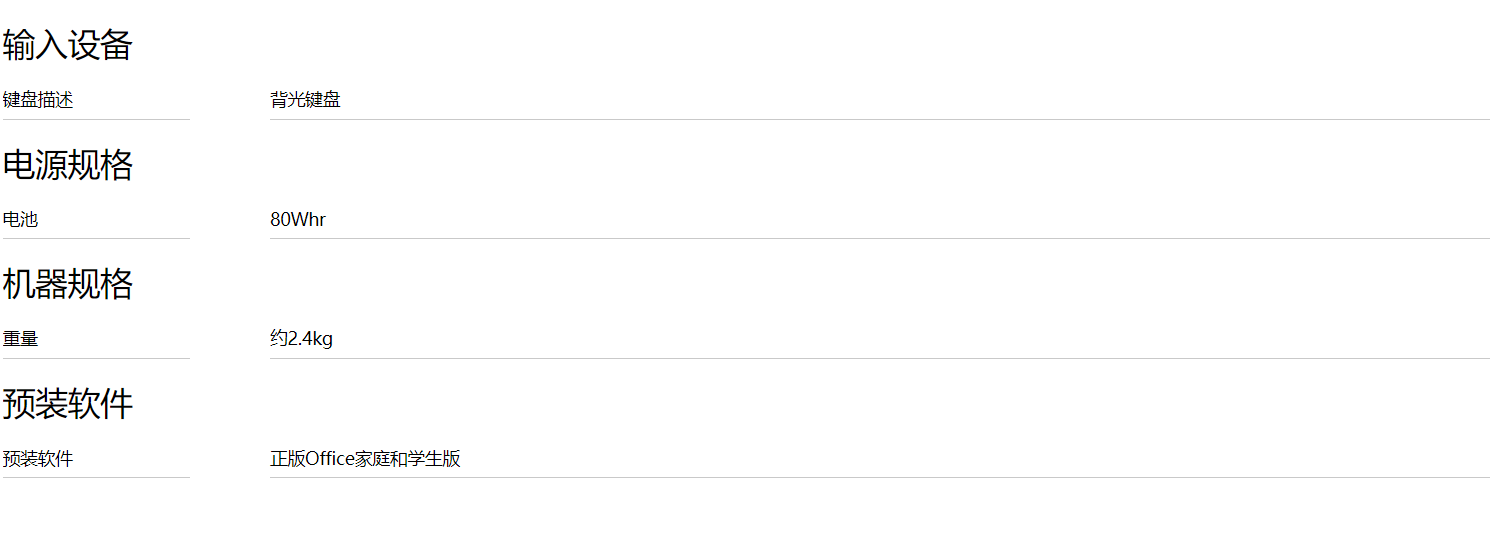 输入设备
键盘描述 背光键盘
电源规格
电池 80Whr
机器规格
重量 约2.4kg
预装软件
预装软件 正版Office家庭和学生版